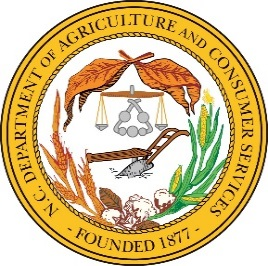 N.C. DEPARTMENT OF AGRICULTURE AND CONSUMER SERVICES
- FOUNDED 1877 -